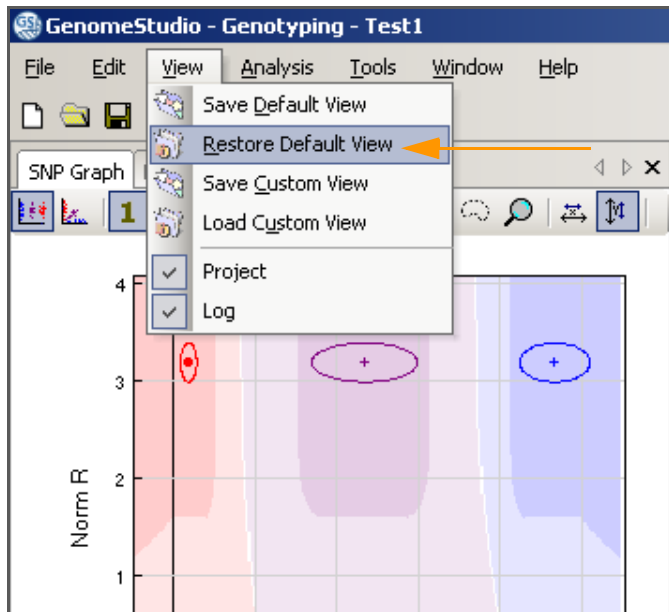 GenomeStudio - Genotyping - Test1
File Edit View Analysis Tools Window Help
Save Default View
Restore Default View
SNP Graph
Save Custom View
1
Load Custom View
Project
Log
4
3
2
1
Norm R